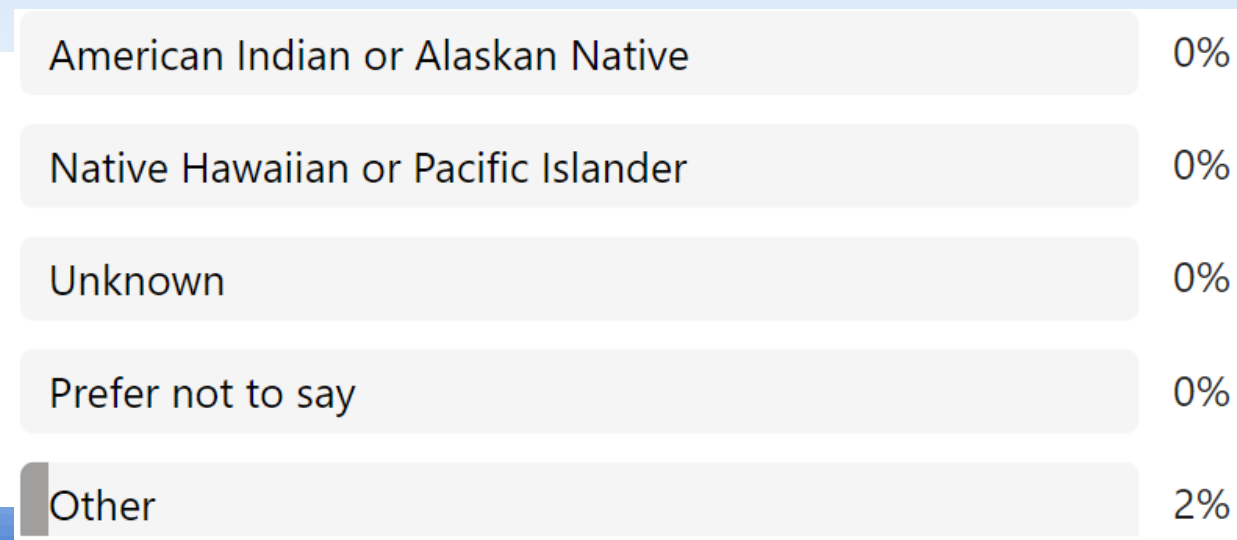 American Indian or Alaskan Native 0%
Native Hawaiian or Pacific Islander 0%
Unknown 0%
Prefer not to say 0%
Other 2%